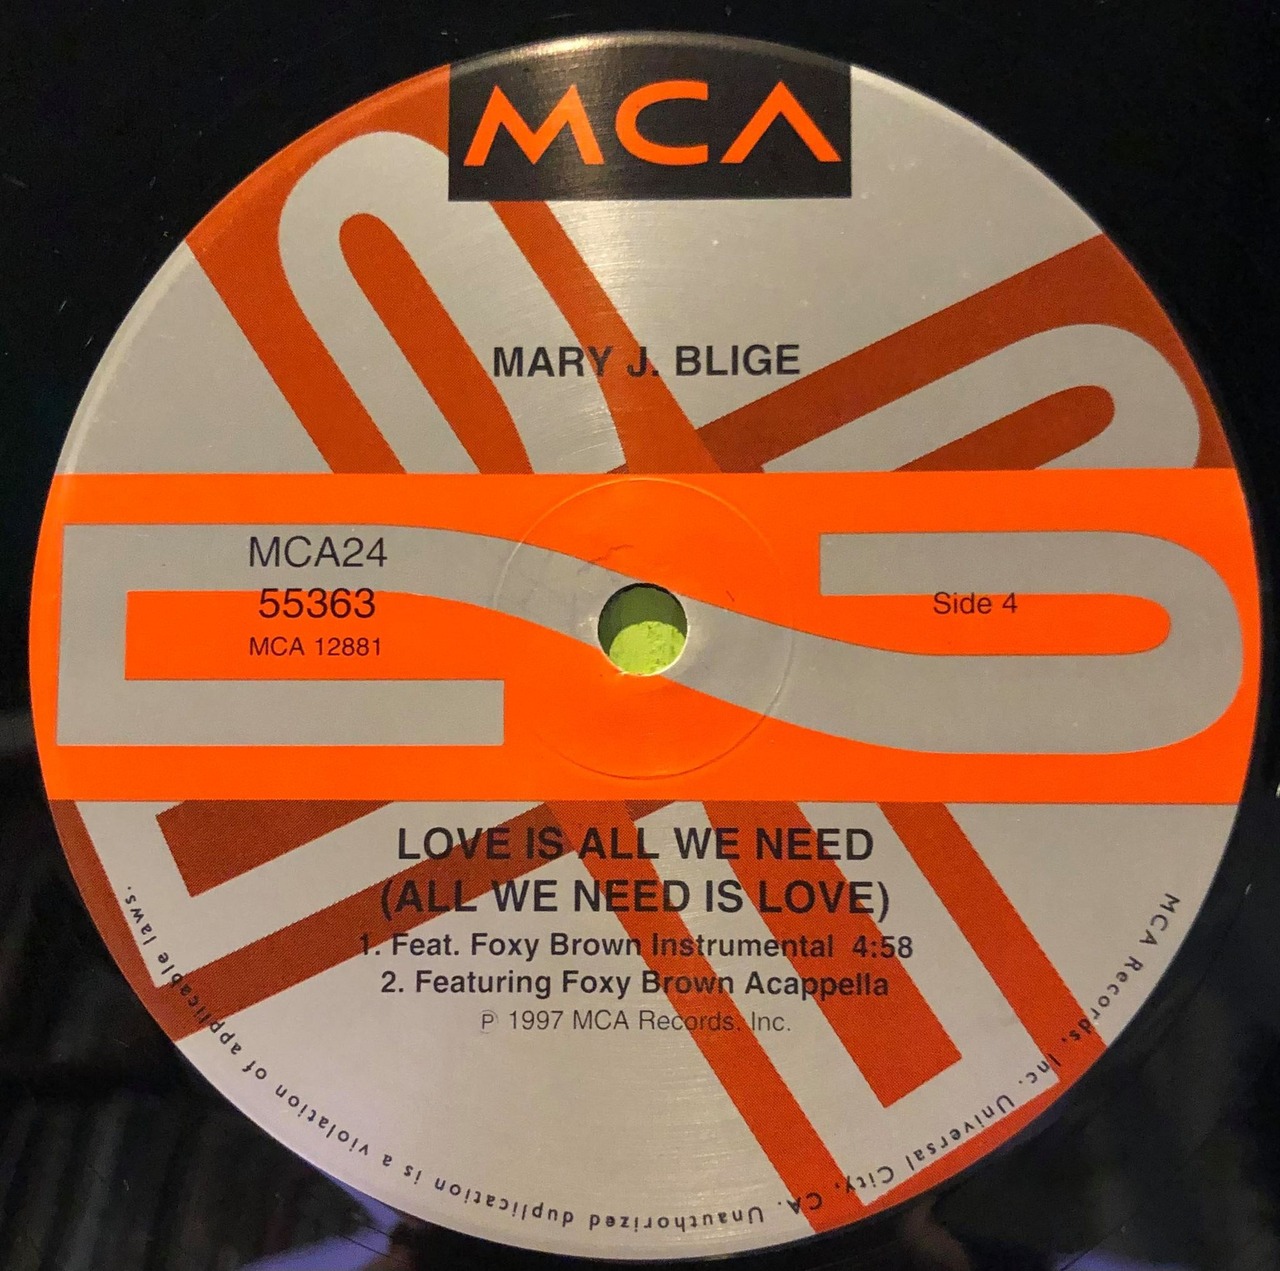 MCA
MARY J. BLIGE
MCA24
55363
MCA 12881
Side 4
LOVE IS ALL WE NEED
(ALL WE NEED IS LOVE)
1. Feat. Foxy Brown Instrumental 4:58
2. Featuring Foxy Brown Acappella
℗ 1997 MCA Records, Inc.
MCA Records, Inc. Universal City, CA. Unauthorized duplication is a violation of applicable laws.